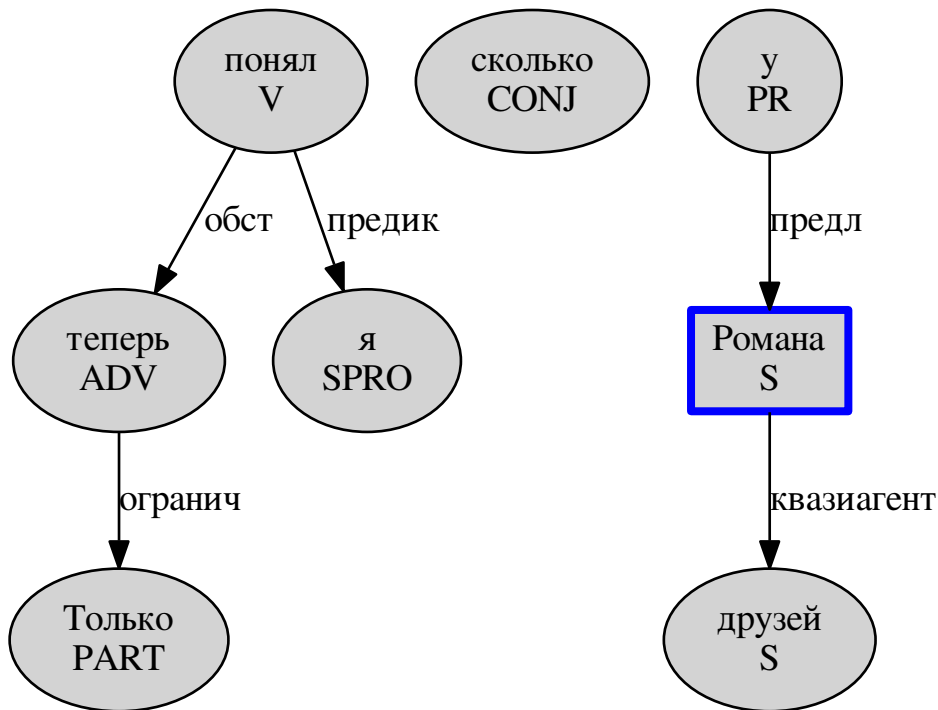 понял
V
сколько
CONJ
у
PR
обст
предик
предл
теперь
ADV
я
SPRO
Романа
S
огранич
квазиагент
Только
PART
друзей
S